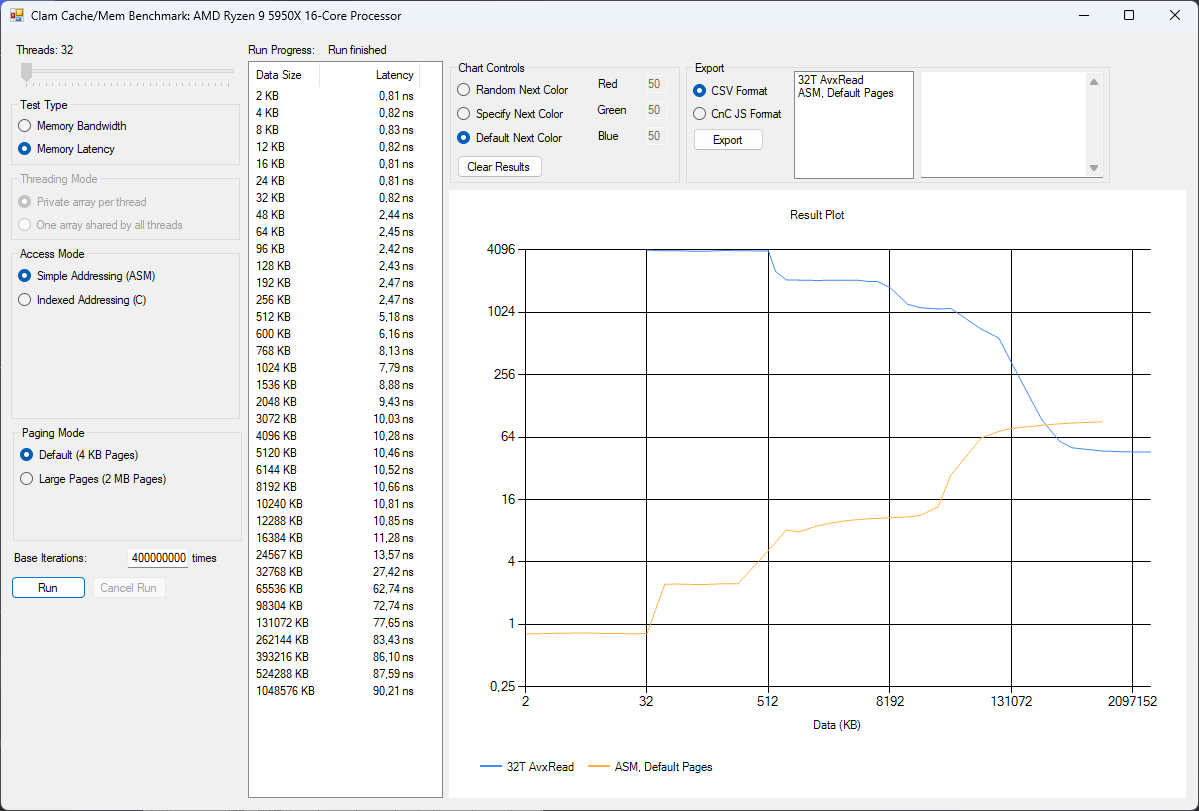 Clam Cache/Mem Benchmark: AMD Ryzen 9 5950X 16-Core Processor
Threads: 32
Test Type
Memory Bandwidth
Memory Latency
Threading Mode
Private array per thread
One array shared by all threads
Access Mode
Simple Addressing (ASM)
Indexed Addressing (C)
Paging Mode
Default (4 KB Pages)
Large Pages (2 MB Pages)
Base Iterations: 400000000 times
Run Cancel Run
Run Progress: Run finished
Data Size Latency
2 KB 0,81 ns
4 KB 0,82 ns
8 KB 0,83 ns
12 KB 0,82 ns
16 KB 0,81 ns
24 KB 0,81 ns
32 KB 0,82 ns
48 KB 2,44 ns
64 KB 2,45 ns
96 KB 2,42 ns
128 KB 2,43 ns
192 KB 2,47 ns
256 KB 2,47 ns
512 KB 5,18 ns
600 KB 6,16 ns
768 KB 8,13 ns
1024 KB 7,79 ns
1536 KB 8,88 ns
2048 KB 9,43 ns
3072 KB 10,03 ns
4096 KB 10,28 ns
5120 KB 10,46 ns
6144 KB 10,52 ns
8192 KB 10,66 ns
10240 KB 10,81 ns
12288 KB 10,85 ns
16384 KB 11,28 ns
24567 KB 13,57 ns
32768 KB 27,42 ns
65536 KB 62,74 ns
98304 KB 72,74 ns
131072 KB 77,65 ns
262144 KB 83,43 ns
393216 KB 86,10 ns
524288 KB 87,59 ns
1048576 KB 90,21 ns
Chart Controls
Random Next Color Red 50
Specify Next Color Green 50
Default Next Color Blue 50
Clear Results
Export
CSV Format
CnC JS Format
Export
32T AvxRead
ASM, Default Pages
Result Plot
4096
1024
256
64
16
4
1
0,25
2 32 512 8192 131072 2097152
Data (KB)
32T AvxRead ASM, Default Pages